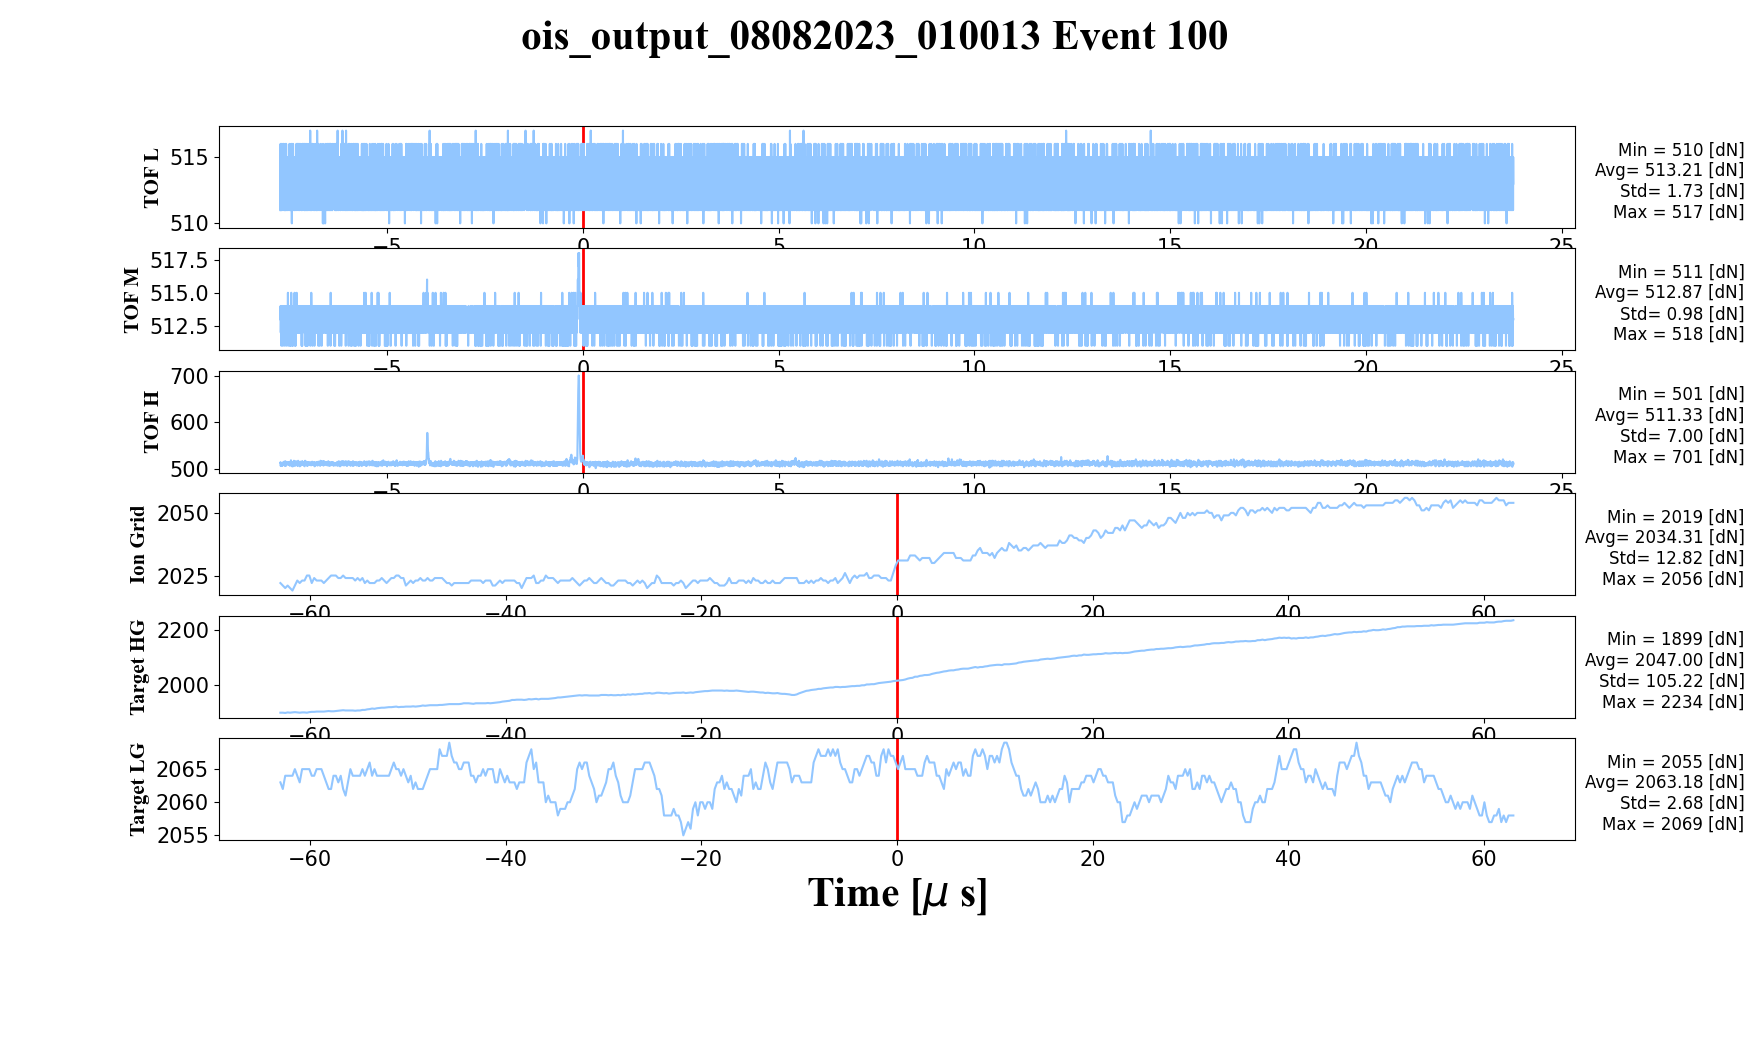 ois_output_08082023_010013 Event 100
TOF L
515
510
Min = 510 [dN]
Avg= 513.21 [dN]
Std= 1.73 [dN]
Max = 517 [dN]
−5 0 5 10 15 20 25
TOF M
517.5
515.0
512.5
Min = 511 [dN]
Avg= 512.87 [dN]
Std= 0.98 [dN]
Max = 518 [dN]
−5 0 5 10 15 20 25
TOF H
700
600
500
Min = 501 [dN]
Avg= 511.33 [dN]
Std= 7.00 [dN]
Max = 701 [dN]
−5 0 5 10 15 20 25
Ion Grid
2050
2025
Min = 2019 [dN]
Avg= 2034.31 [dN]
Std= 12.82 [dN]
Max = 2056 [dN]
−60 −40 −20 0 20 40 60
Target HG
2200
2000
Min = 1899 [dN]
Avg= 2047.00 [dN]
Std= 105.22 [dN]
Max = 2234 [dN]
−60 −40 −20 0 20 40 60
Target LG
2065
2060
2055
Min = 2055 [dN]
Avg= 2063.18 [dN]
Std= 2.68 [dN]
Max = 2069 [dN]
−60 −40 −20 0 20 40 60
Time [μ s]